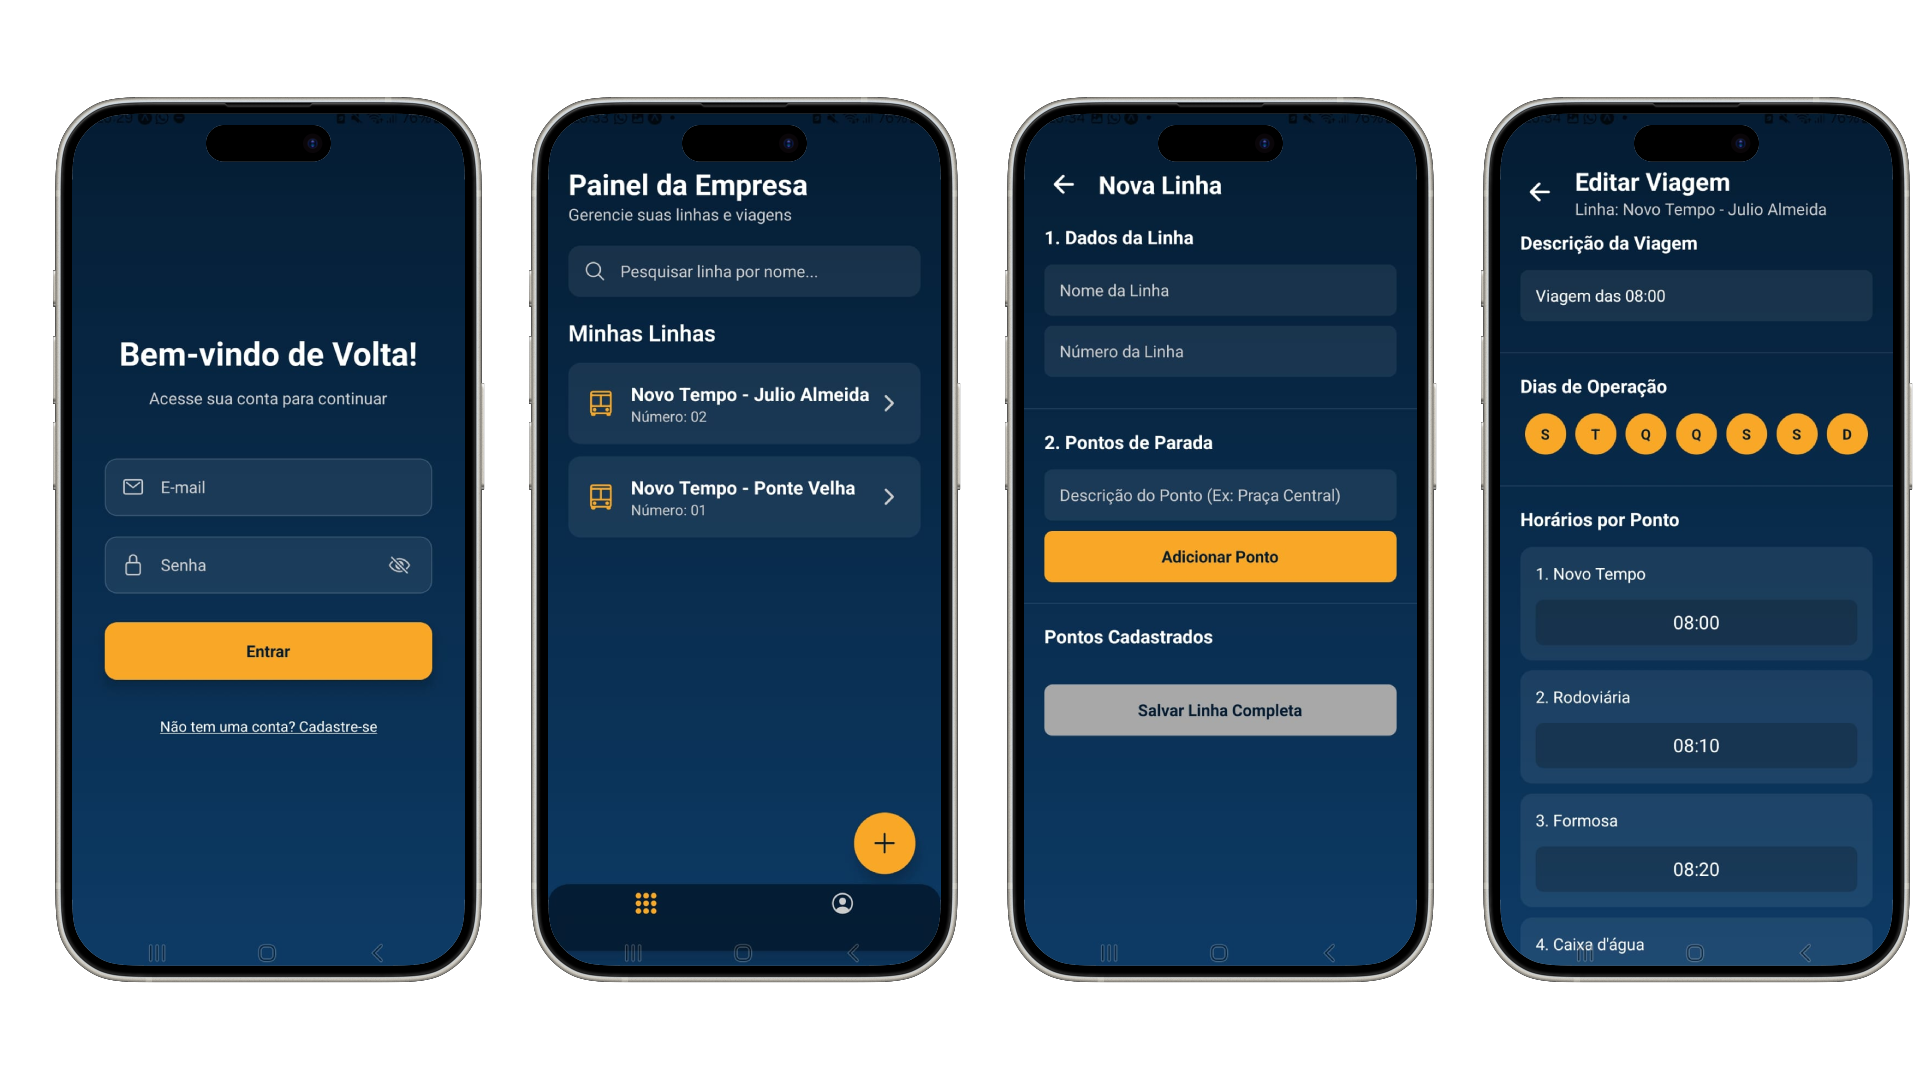 Bem-vindo de Volta!
Acesse sua conta para continuar
E-mail
Senha
Entrar
Não tem uma conta? Cadastre-se
Painel da Empresa
Gerencie suas linhas e viagens
Pesquisar linha por nome...
Minhas Linhas
Novo Tempo - Julio Almeida
Número: 02
Novo Tempo - Ponte Velha
Número: 01
Nova Linha
1. Dados da Linha
Nome da Linha
Número da Linha
2. Pontos de Parada
Descrição do Ponto (Ex: Praça Central)
Adicionar Ponto
Pontos Cadastrados
Salvar Linha Completa
Editar Viagem
Linha: Novo Tempo - Julio Almeida
Descrição da Viagem
Viagem das 08:00
Dias de Operação
S T Q Q S S D
Horários por Ponto
1. Novo Tempo
08:00
2. Rodoviária
08:10
3. Formosa
08:20
4. Caixa d'água